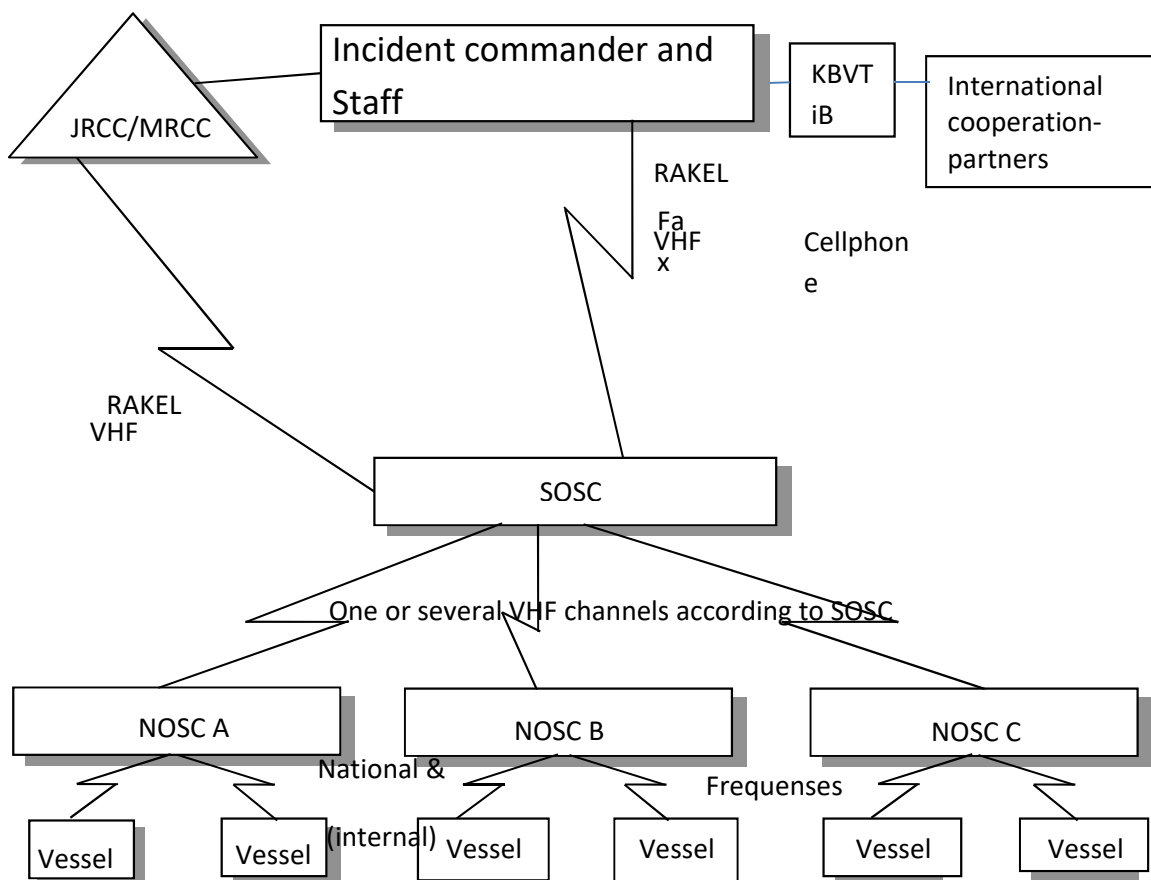 Incident commander and
Staff
KBVT
iB
International
cooperation-
partners
JRCC/MRCC
RAKEL
Fa
VHF
x
Cellphon
e
RAKEL
VHF
SOSC
One or several VHF channels according to SOSC
NOSC A
NOSC B
NOSC C
National &
(internal)
Frequenses
Vessel
Vessel
Vessel
Vessel
Vessel
Vessel